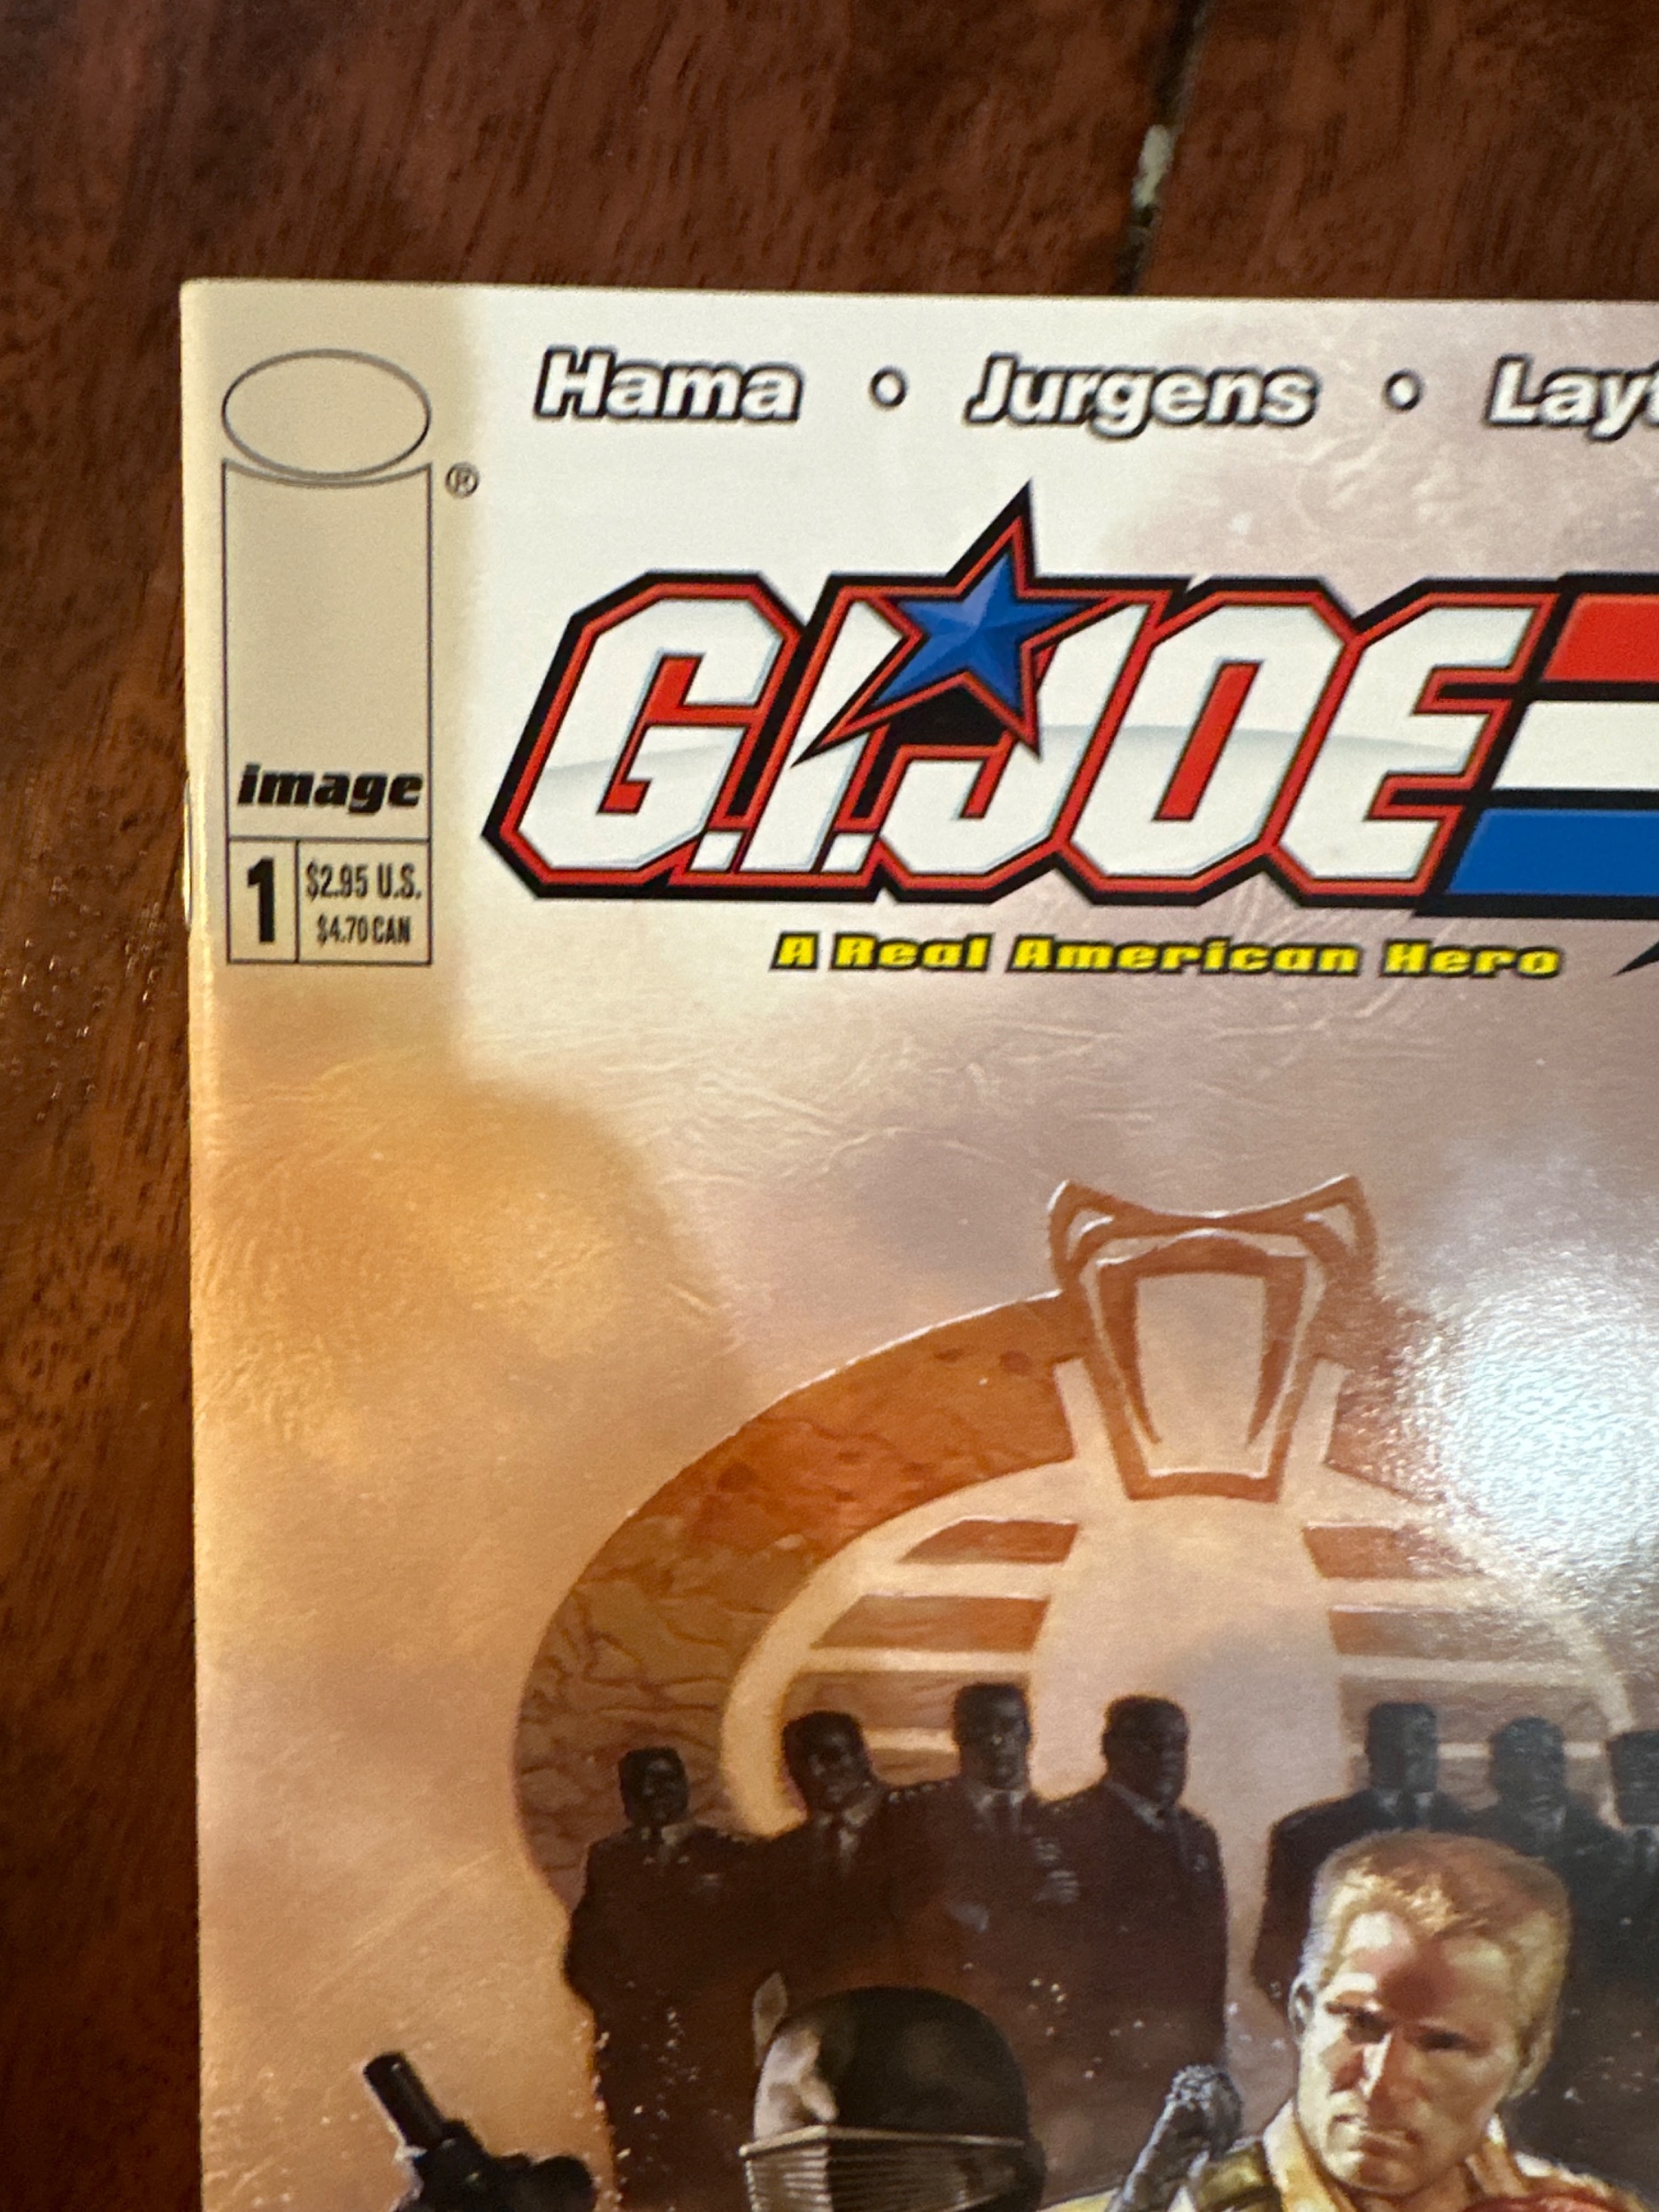 Hama • Jurgens •
®
G.I. JOE
image
1
$2.95 U.S.
$4.70 CAN
A Real American Hero